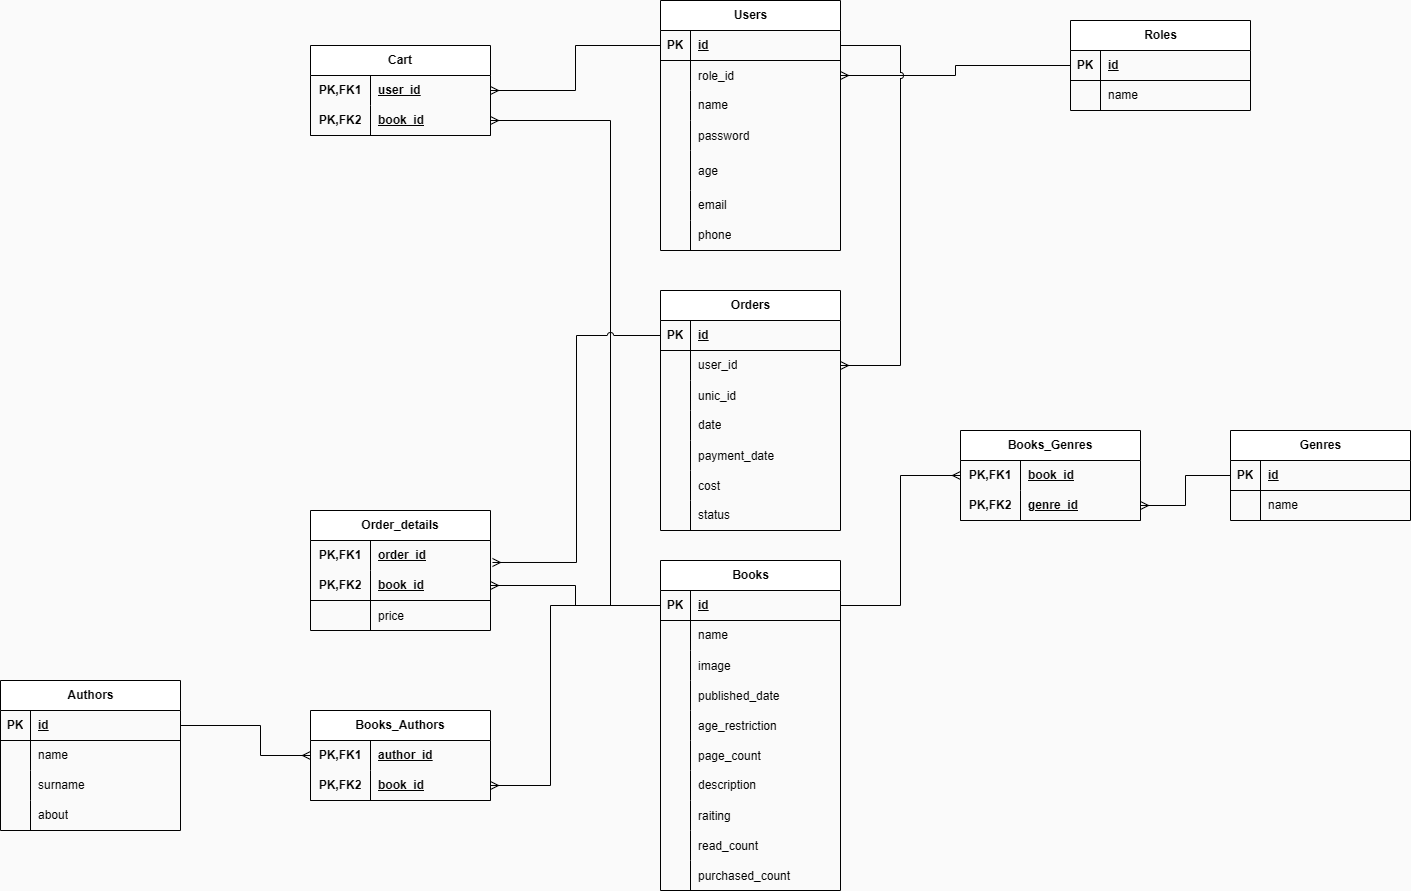 Users
PK id
role_id
name
password
age
email
phone
Roles
PK id
name
Cart
PK,FK1 user_id
PK,FK2 book_id
Orders
PK id
user_id
unic_id
date
payment_date
cost
status
Books_Genres
PK,FK1 book_id
PK,FK2 genre_id
Genres
PK id
name
Order_details
PK,FK1 order_id
PK,FK2 book_id
price
Books
PK id
name
image
published_date
age_restriction
page_count
description
raiting
read_count
purchased_count
Authors
PK id
name
surname
about
Books_Authors
PK,FK1 author_id
PK,FK2 book_id